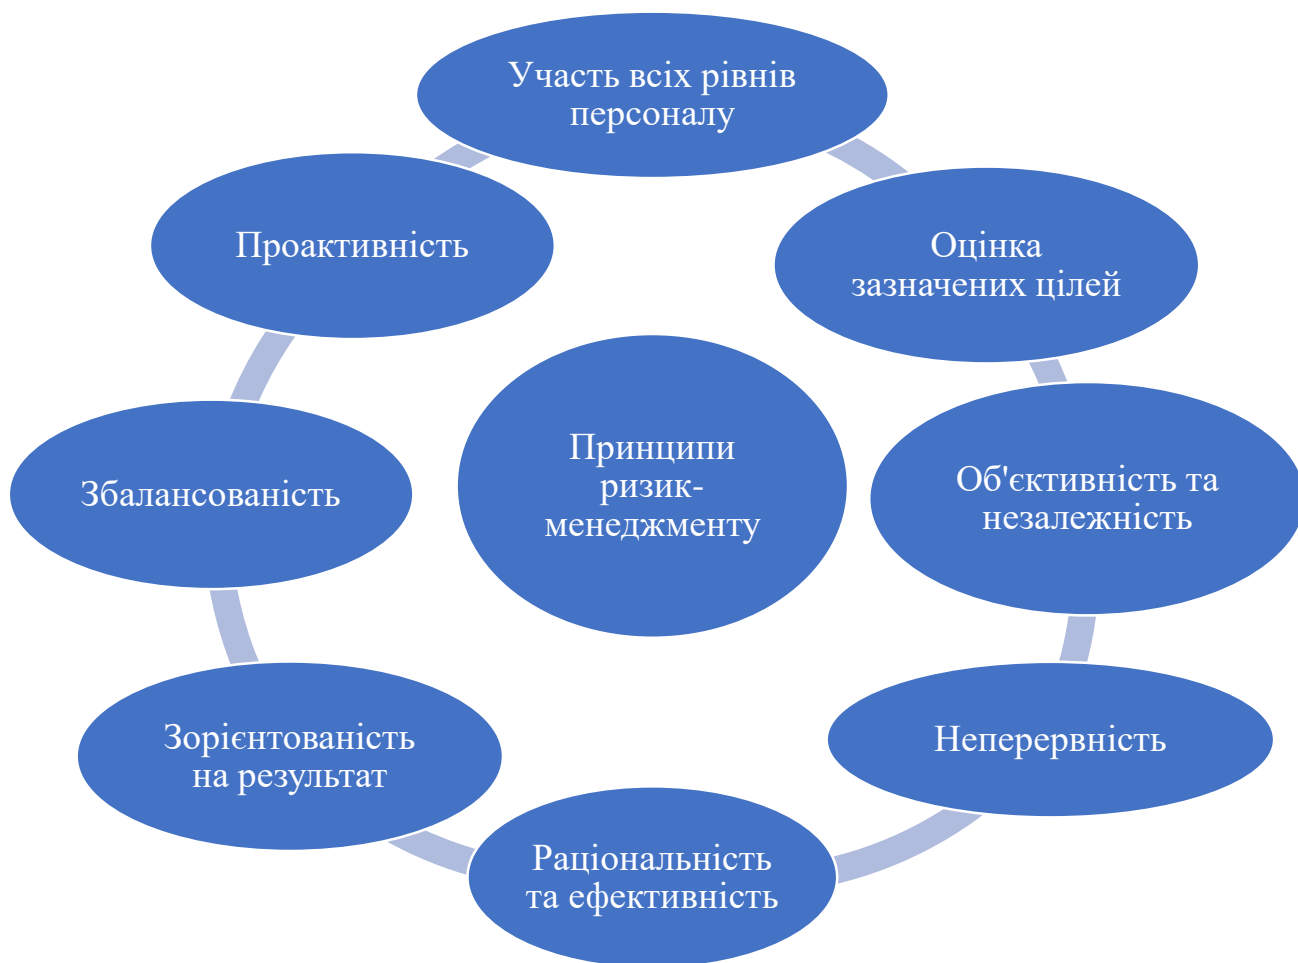 Участь всіх рівнів
персоналу
Оцінка
зазначених цілей
Об'єктивність та
незалежність
Неперервність
Раціональність
та ефективність
Зорієнтованість
на результат
Збалансованість
Проактивність
Принципи
ризик-
менеджменту